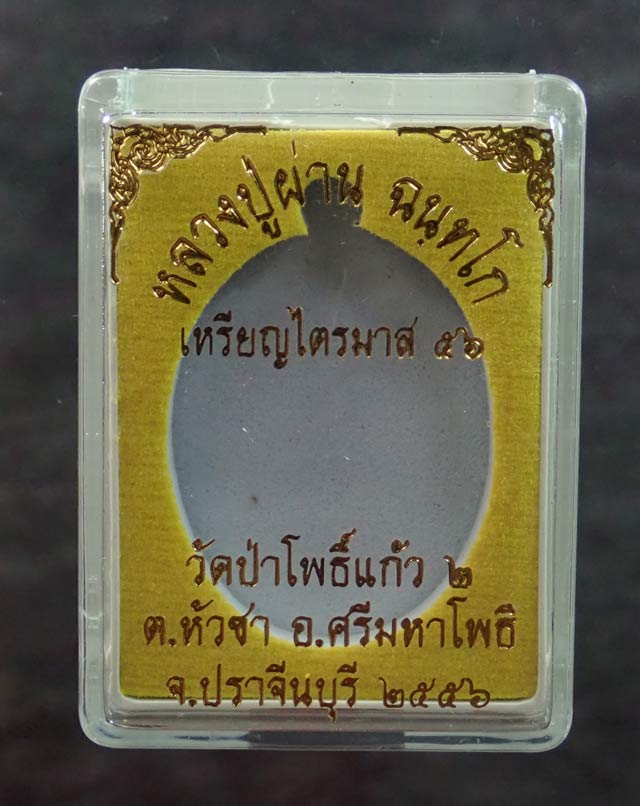 หลวงปู่ผ่าน ฉนฺทโก
เหรียญไตรมาส ๕๖
วัดป่าโพธิ์แก้ว ๒
ต.หัวชา อ.ศรีมหาโพธิ
จ.ปราจีนบุรี ๒๕๕๖